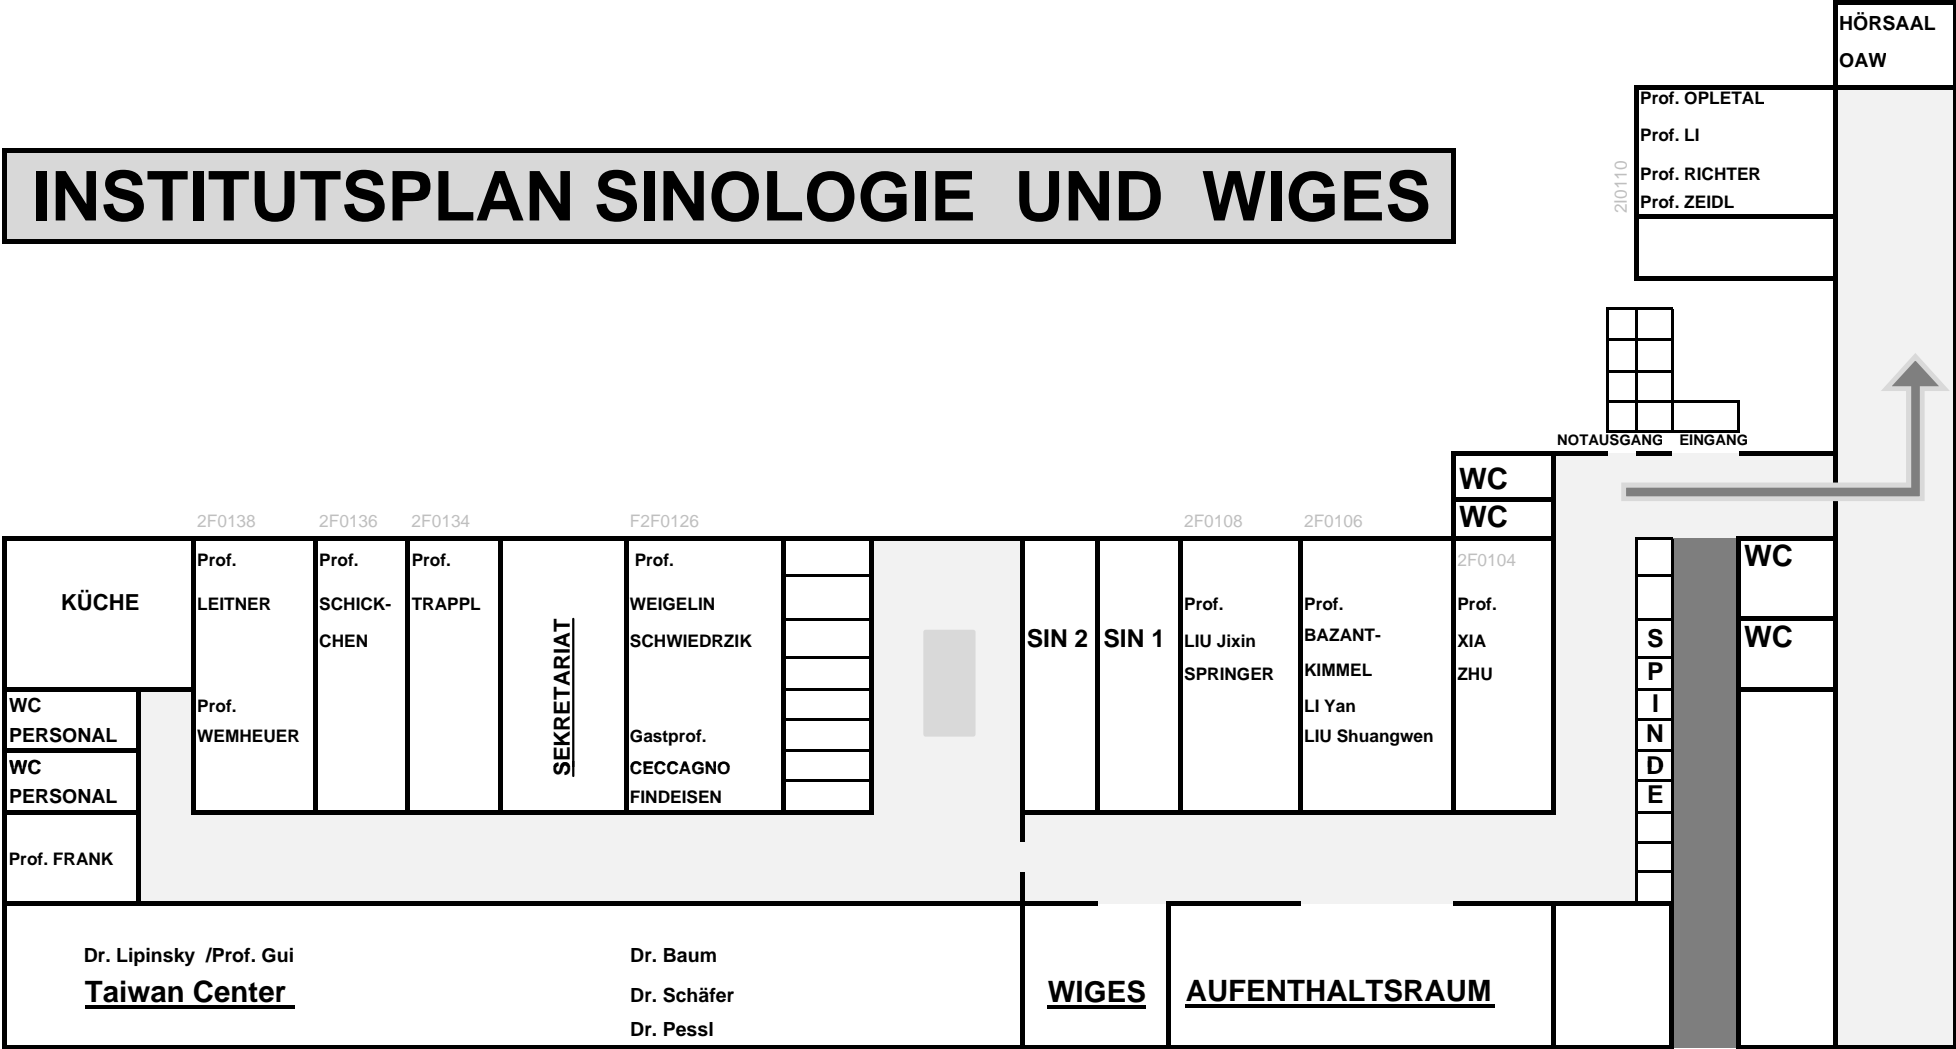 HÖRSAAL
OAW
Prof. OPLETAL
Prof. LI
Prof. RICHTER
Prof. ZEIDL
2I0110
INSTITUTSPLAN SINOLOGIE UND WIGES
NOTAUSGANG EINGANG
WC
WC
2F0138
2F0136
2F0134
F2F0126
2F0108
2F0106
2F0104
KÜCHE
Prof.
LEITNER
Prof.
WEMHEUER
Prof.
SCHICK-
CHEN
Prof.
TRAPPL
SEKRETARIAT
Prof.
WEIGELIN
SCHWIEDRZIK
Gastprof.
CECCAGNO
FINDEISEN
SIN 2
SIN 1
Prof.
LIU Jixin
SPRINGER
Prof.
BAZANT-
KIMMEL
LI Yan
LIU Shuangwen
Prof.
XIA
ZHU
S
P
I
N
D
E
WC
WC
WC
PERSONAL
WC
PERSONAL
Prof. FRANK
Dr. Lipinsky /Prof. Gui
Taiwan Center
Dr. Baum
Dr. Schäfer
Dr. Pessl
WIGES
AUFENTHALTSRAUM